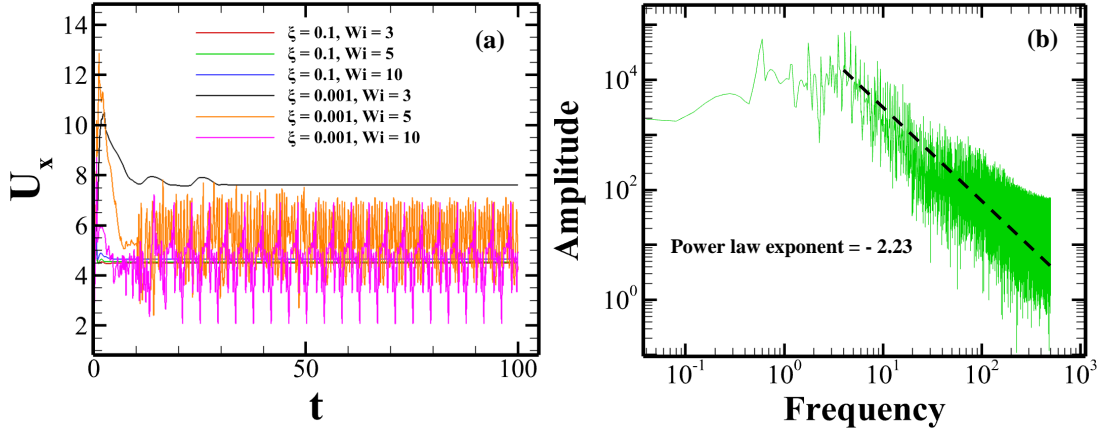 (a)
ξ = 0.1, Wi = 3
ξ = 0.1, Wi = 5
ξ = 0.1, Wi = 10
ξ = 0.001, Wi = 3
ξ = 0.001, Wi = 5
ξ = 0.001, Wi = 10
14
12
10
8
6
4
2
0
50
100
U_x
t
(b)
Power law exponent = - 2.23
10^4
10^2
10^0
10^-1
10^0
10^1
10^2
10^3
Amplitude
Frequency